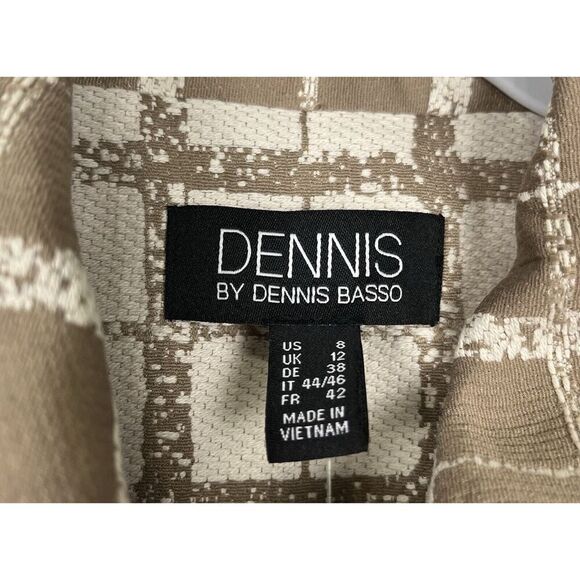 DENNIS
BY DENNIS BASSO
US 8
UK 12
DE 38
IT 44/46
FR 42
MADE IN
VIETNAM